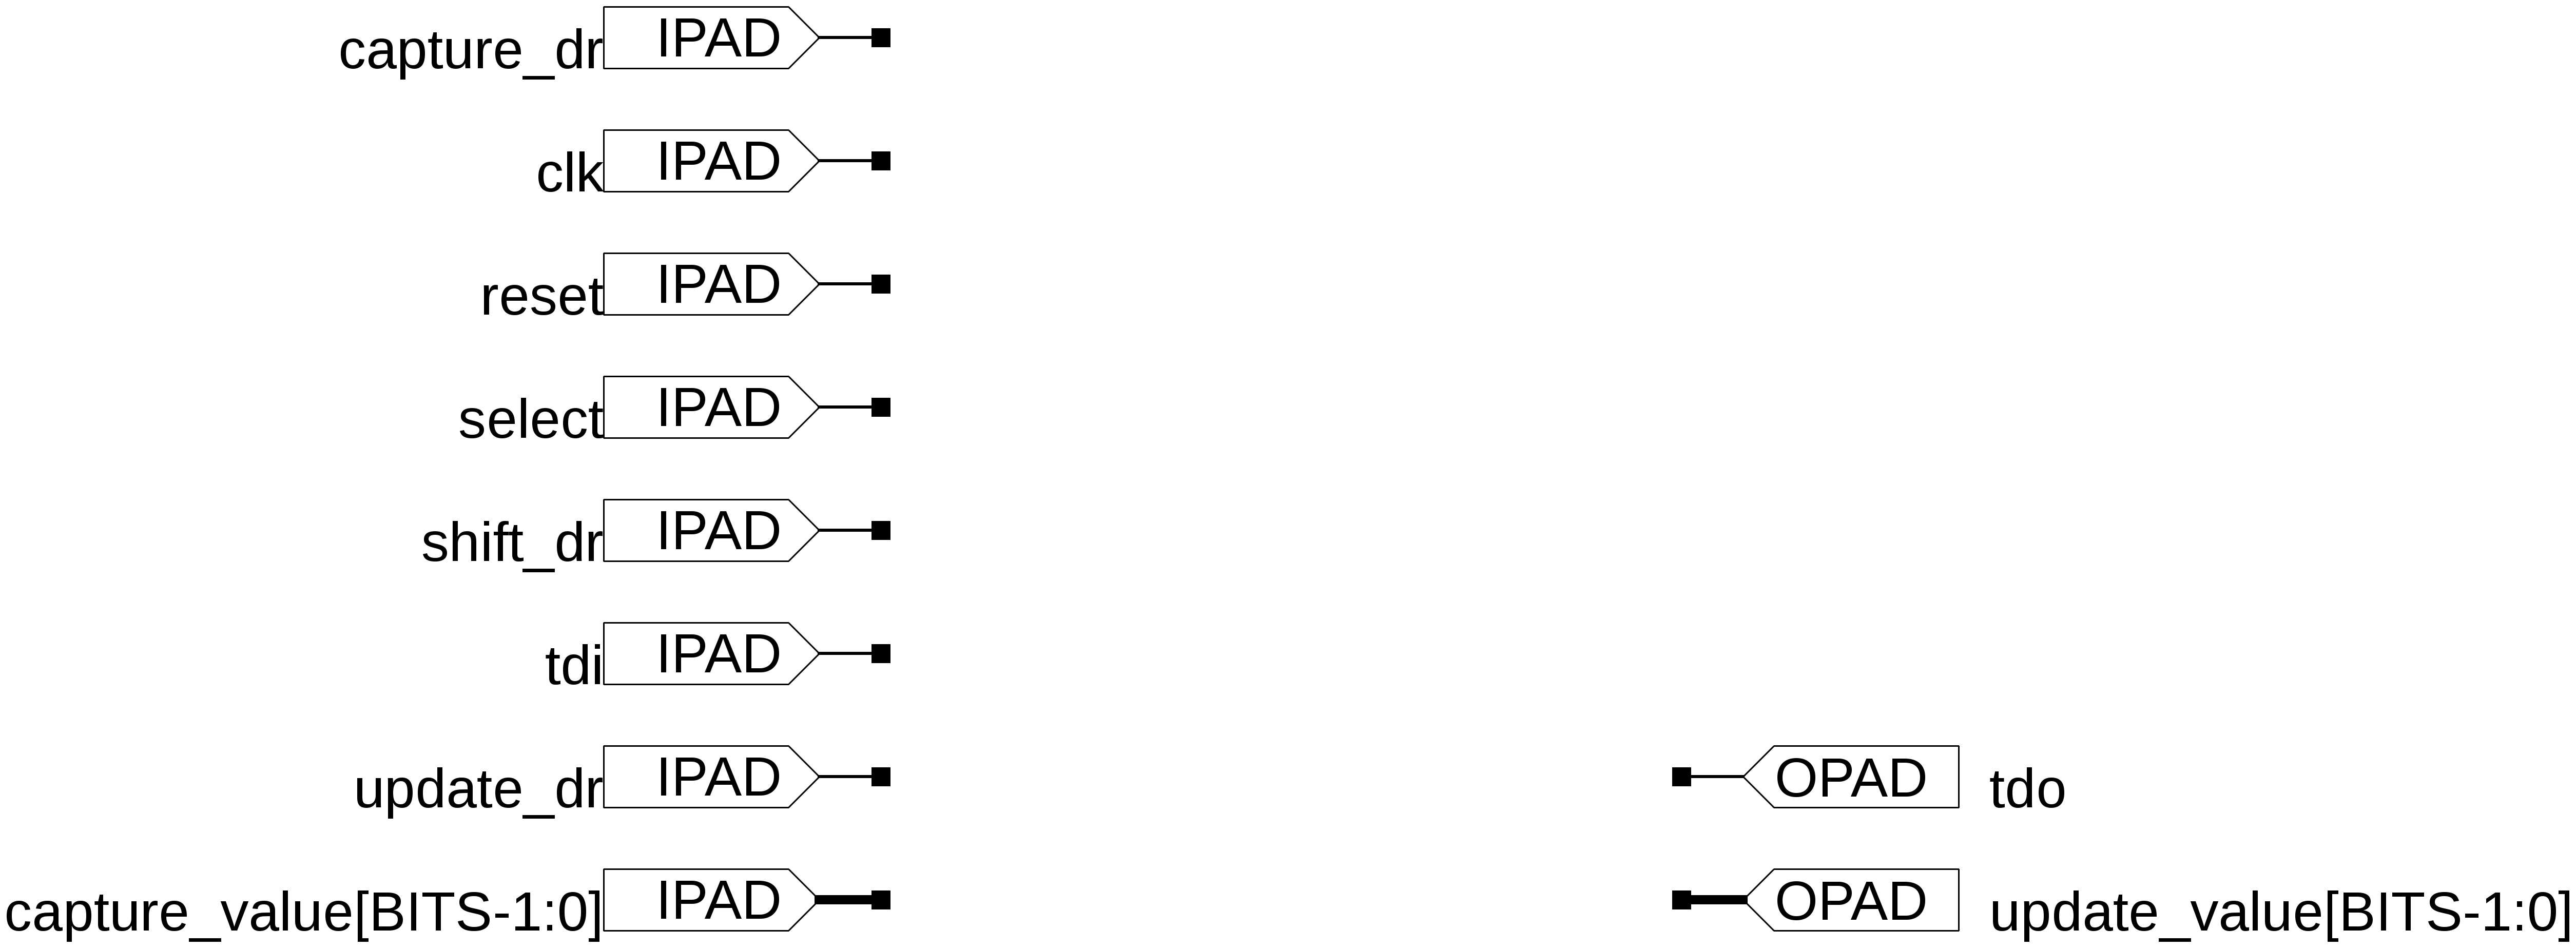 capture_dr IPAD
clk IPAD
reset IPAD
select IPAD
shift_dr IPAD
tdi IPAD
update_dr IPAD OPAD tdo
capture_value[BITS-1:0] IPAD OPAD update_value[BITS-1:0]